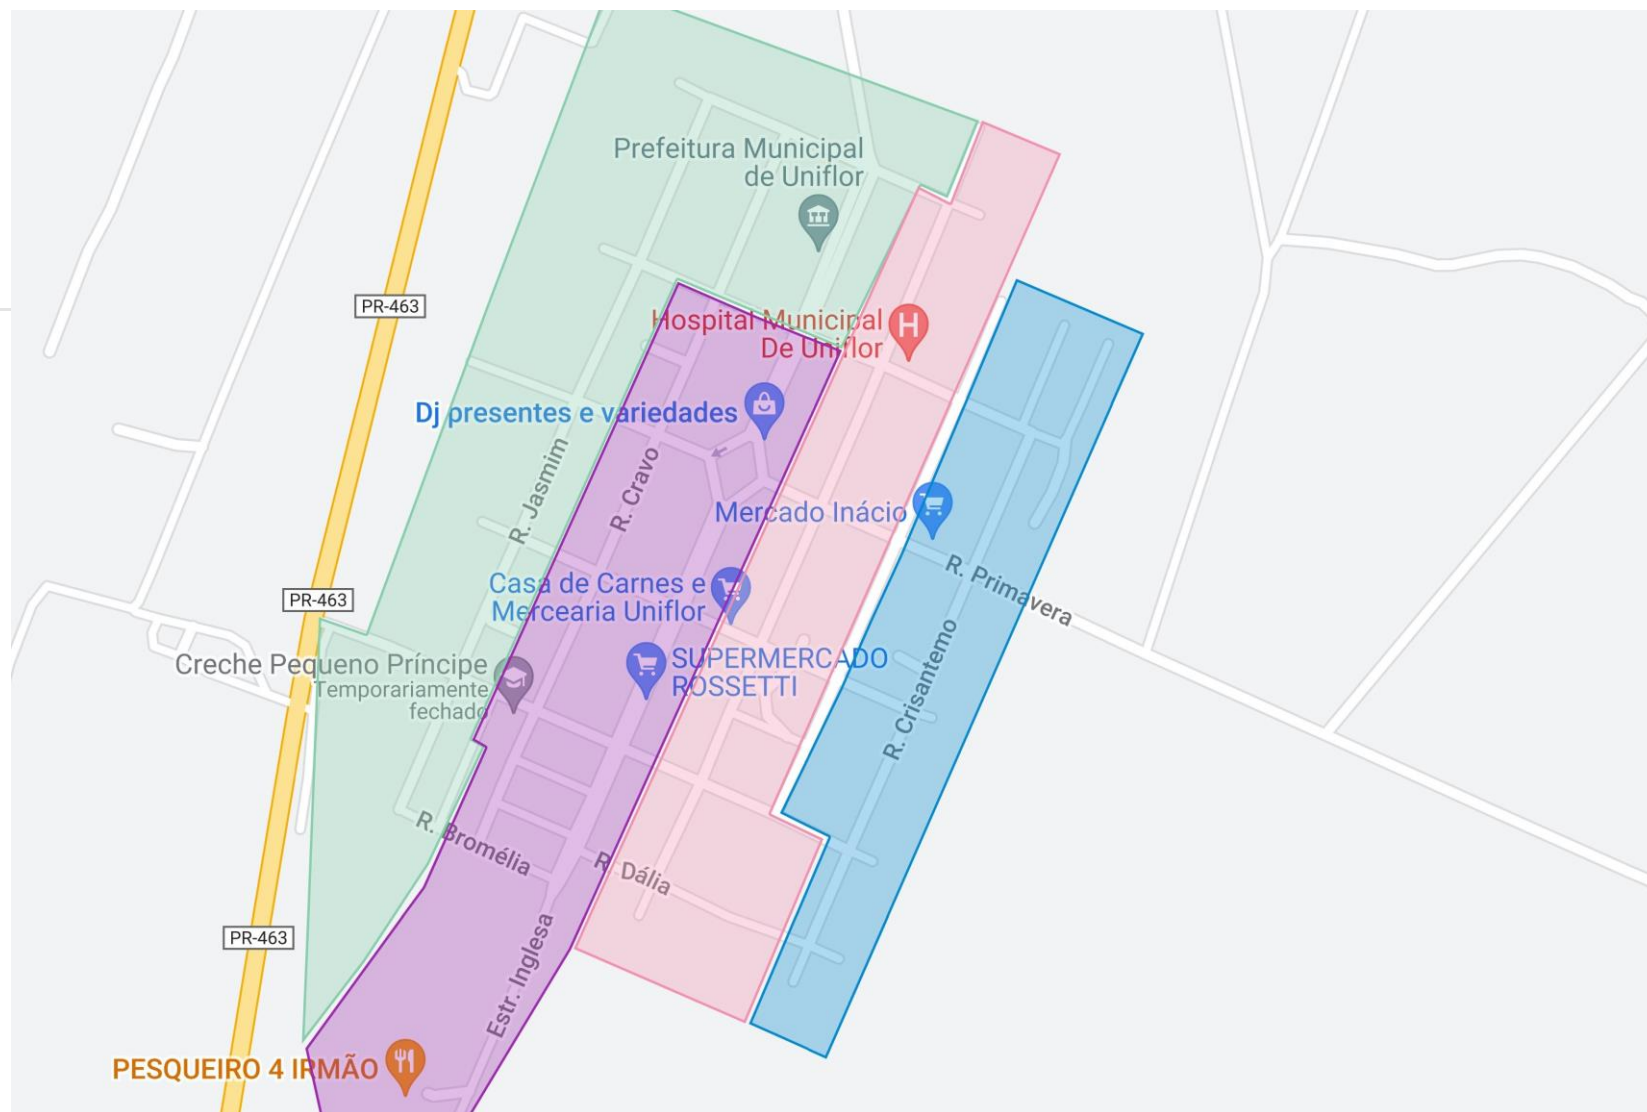 Prefeitura Municipal
de Uniflor
PR-463
Hospital Municipal
De Uniflor
Dj presentes e variedades
R. Jasmim
R. Cravo
Mercado Inácio
R. Primavera
Casa de Carnes e
Mercearia Uniflor
PR-463
SUPERMERCADO
ROSSETTI
Creche Pequeno Príncipe
Temporariamente
fechado
R. Crisantemo
R. Bromélia
R. Dália
PR-463
Estr. Inglesa
PESQUEIRO 4 IRMÃO